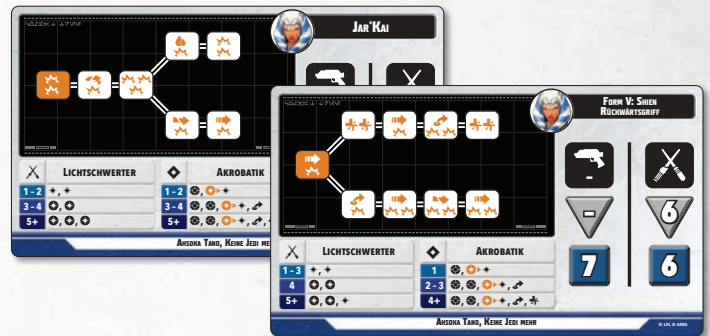 JAR'KAI
LICHTSCHWERTER
AKROBATIK
1 - 2
1 - 2
3 - 4
3 - 4
5+
5+
AHSOKA TANO, KEINE JEDI ME
FORM V: SHIEN
RÜCKWÄRTSGRIFF
-
- 6
7 6
LICHTSCHWERTER
AKROBATIK
1 - 3
1
4
2 - 3
5+
4+
AHSOKA TANO, KEINE JEDI MEHR
© LFL © AMG